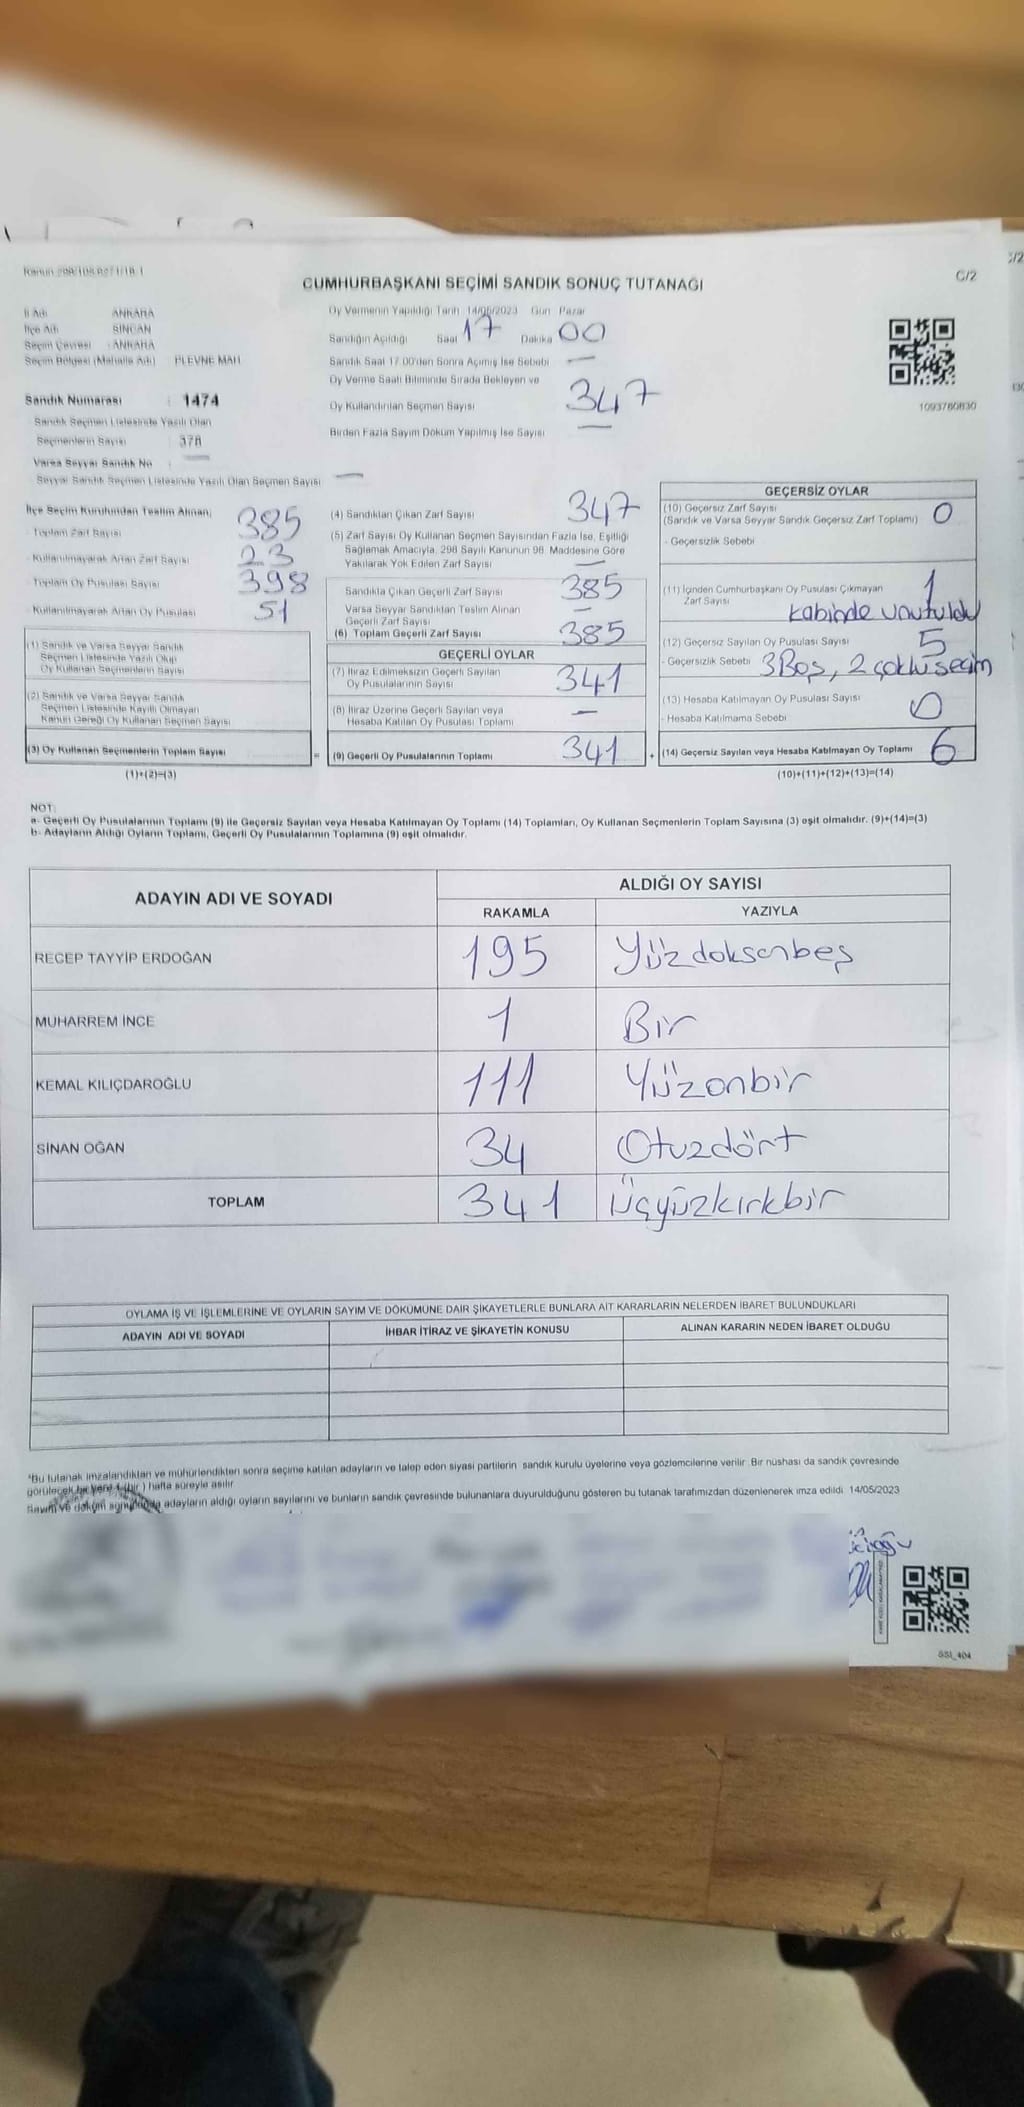 CUMHURBAŞKANI SEÇİMİ SANDIK SONUÇ TUTANAĞI
C/2
İl Adı : ANKARA
İlçe Adı : SİNCAN
Seçim Çevresi : ANKARA
Seçim Bölgesi (Mahalle Adı) : PLEVNE MAH.
Sandık Numarası : 1474
Sandık Seçmen Listesinde Yazılı Olan
Seçmenlerin Sayısı : 378
Varsa Seyyar Sandık No : —
Seyyar Sandık Seçmen Listesinde Yazılı Olan Seçmen Sayısı : —
Oy Vermenin Yapıldığı Tarih 14/05/2023 Gün Pazar
Sandığın Açıldığı Saat 17 Dakika 00
Sandık Saat 17.00'den Sonra Açılmış İse Sebebi —
Oy Verme Saati Bitiminde Sırada Bekleyen ve
Oy Kullandırılan Seçmen Sayısı 347
Birden Fazla Sayım Döküm Yapılmış İse Sayısı —
1093760830
İlçe Seçim Kurulundan Teslim Alınan;
- Toplam Zarf Sayısı 385
- Kullanılmayarak Artan Zarf Sayısı 23
- Toplam Oy Pusulası Sayısı 398
- Kullanılmayarak Artan Oy Pusulası 51
(1) Sandık ve Varsa Seyyar Sandık
Seçmen Listesinde Yazılı Olup
Oy Kullanan Seçmenlerin Sayısı
(2) Sandık ve Varsa Seyyar Sandık
Seçmen Listesinde Kayıtlı Olmayan
Kanun Gereği Oy Kullanan Seçmen Sayısı
(3) Oy Kullanan Seçmenlerin Toplam Sayısı
=
(1)+(2)=(3)
(4) Sandıktan Çıkan Zarf Sayısı 347
(5) Zarf Sayısı Oy Kullanan Seçmen Sayısından Fazla İse, Eşitliği
Sağlamak Amacıyla, 298 Sayılı Kanunun 98. Maddesine Göre
Yakılarak Yok Edilen Zarf Sayısı —
Sandıkta Çıkan Geçerli Zarf Sayısı 385
Varsa Seyyar Sandıktan Teslim Alınan
Geçerli Zarf Sayısı —
(6) Toplam Geçerli Zarf Sayısı 385
GEÇERLİ OYLAR
(7) İtiraz Edilmeksizin Geçerli Sayılan
Oy Pusulalarının Sayısı 341
(8) İtiraz Üzerine Geçerli Sayılan veya
Hesaba Katılan Oy Pusulası Toplamı —
(9) Geçerli Oy Pusulalarının Toplamı 341
+
GEÇERSİZ OYLAR
(10) Geçersiz Zarf Sayısı
(Sandık ve Varsa Seyyar Sandık Geçersiz Zarf Toplamı) 0
- Geçersizlik Sebebi
(11) İçinden Cumhurbaşkanı Oy Pusulası Çıkmayan
Zarf Sayısı 1
kabinde unutuldu
(12) Geçersiz Sayılan Oy Pusulası Sayısı 5
- Geçersizlik Sebebi 3 Boş, 2 çoklu seçim
(13) Hesaba Katılmayan Oy Pusulası Sayısı 0
- Hesaba Katılmama Sebebi
(14) Geçersiz Sayılan veya Hesaba Katılmayan Oy Toplamı 6
(10)+(11)+(12)+(13)=(14)
NOT:
a- Geçerli Oy Pusulalarının Toplamı (9) ile Geçersiz Sayılan veya Hesaba Katılmayan Oy Toplamı (14) Toplamları, Oy Kullanan Seçmenlerin Toplam Sayısına (3) eşit olmalıdır. (9)+(14)=(3)
b- Adayların Aldığı Oyların Toplamı, Geçerli Oy Pusulalarının Toplamına (9) eşit olmalıdır.
ADAYIN ADI VE SOYADI
ALDIĞI OY SAYISI
RAKAMLA YAZIYLA
RECEP TAYYİP ERDOĞAN 195 Yüzdoksanbeş
MUHARREM İNCE 1 Bir
KEMAL KILIÇDAROĞLU 111 Yüzonbir
SİNAN OĞAN 34 Otuzdört
TOPLAM 341 Üçyüzkırkbir
OYLAMA İŞ VE İŞLEMLERİNE VE OYLARIN SAYIM VE DÖKÜMÜNE DAİR ŞİKAYETLERLE BUNLARA AİT KARARLARIN NELERDEN İBARET BULUNDUKLARI
ADAYIN ADI VE SOYADI İHBAR İTİRAZ VE ŞİKAYETİN KONUSU ALINAN KARARIN NEDEN İBARET OLDUĞU
*Bu tutanak imzalandıktan ve mühürlendikten sonra seçime katılan adayların ve talep eden siyasi partilerin sandık kurulu üyelerine veya gözlemcilerine verilir. Bir nüshası da sandık çevresinde
görülecek bir yere 1 (bir) hafta süreyle asılır
Sayım ve döküm sonunda adayların aldığı oyların sayılarını ve bunların sandık çevresinde bulunanlara duyurulduğunu gösteren bu tutanak tarafımızdan düzenlenerek imza edildi 14/05/2023
SSI_404